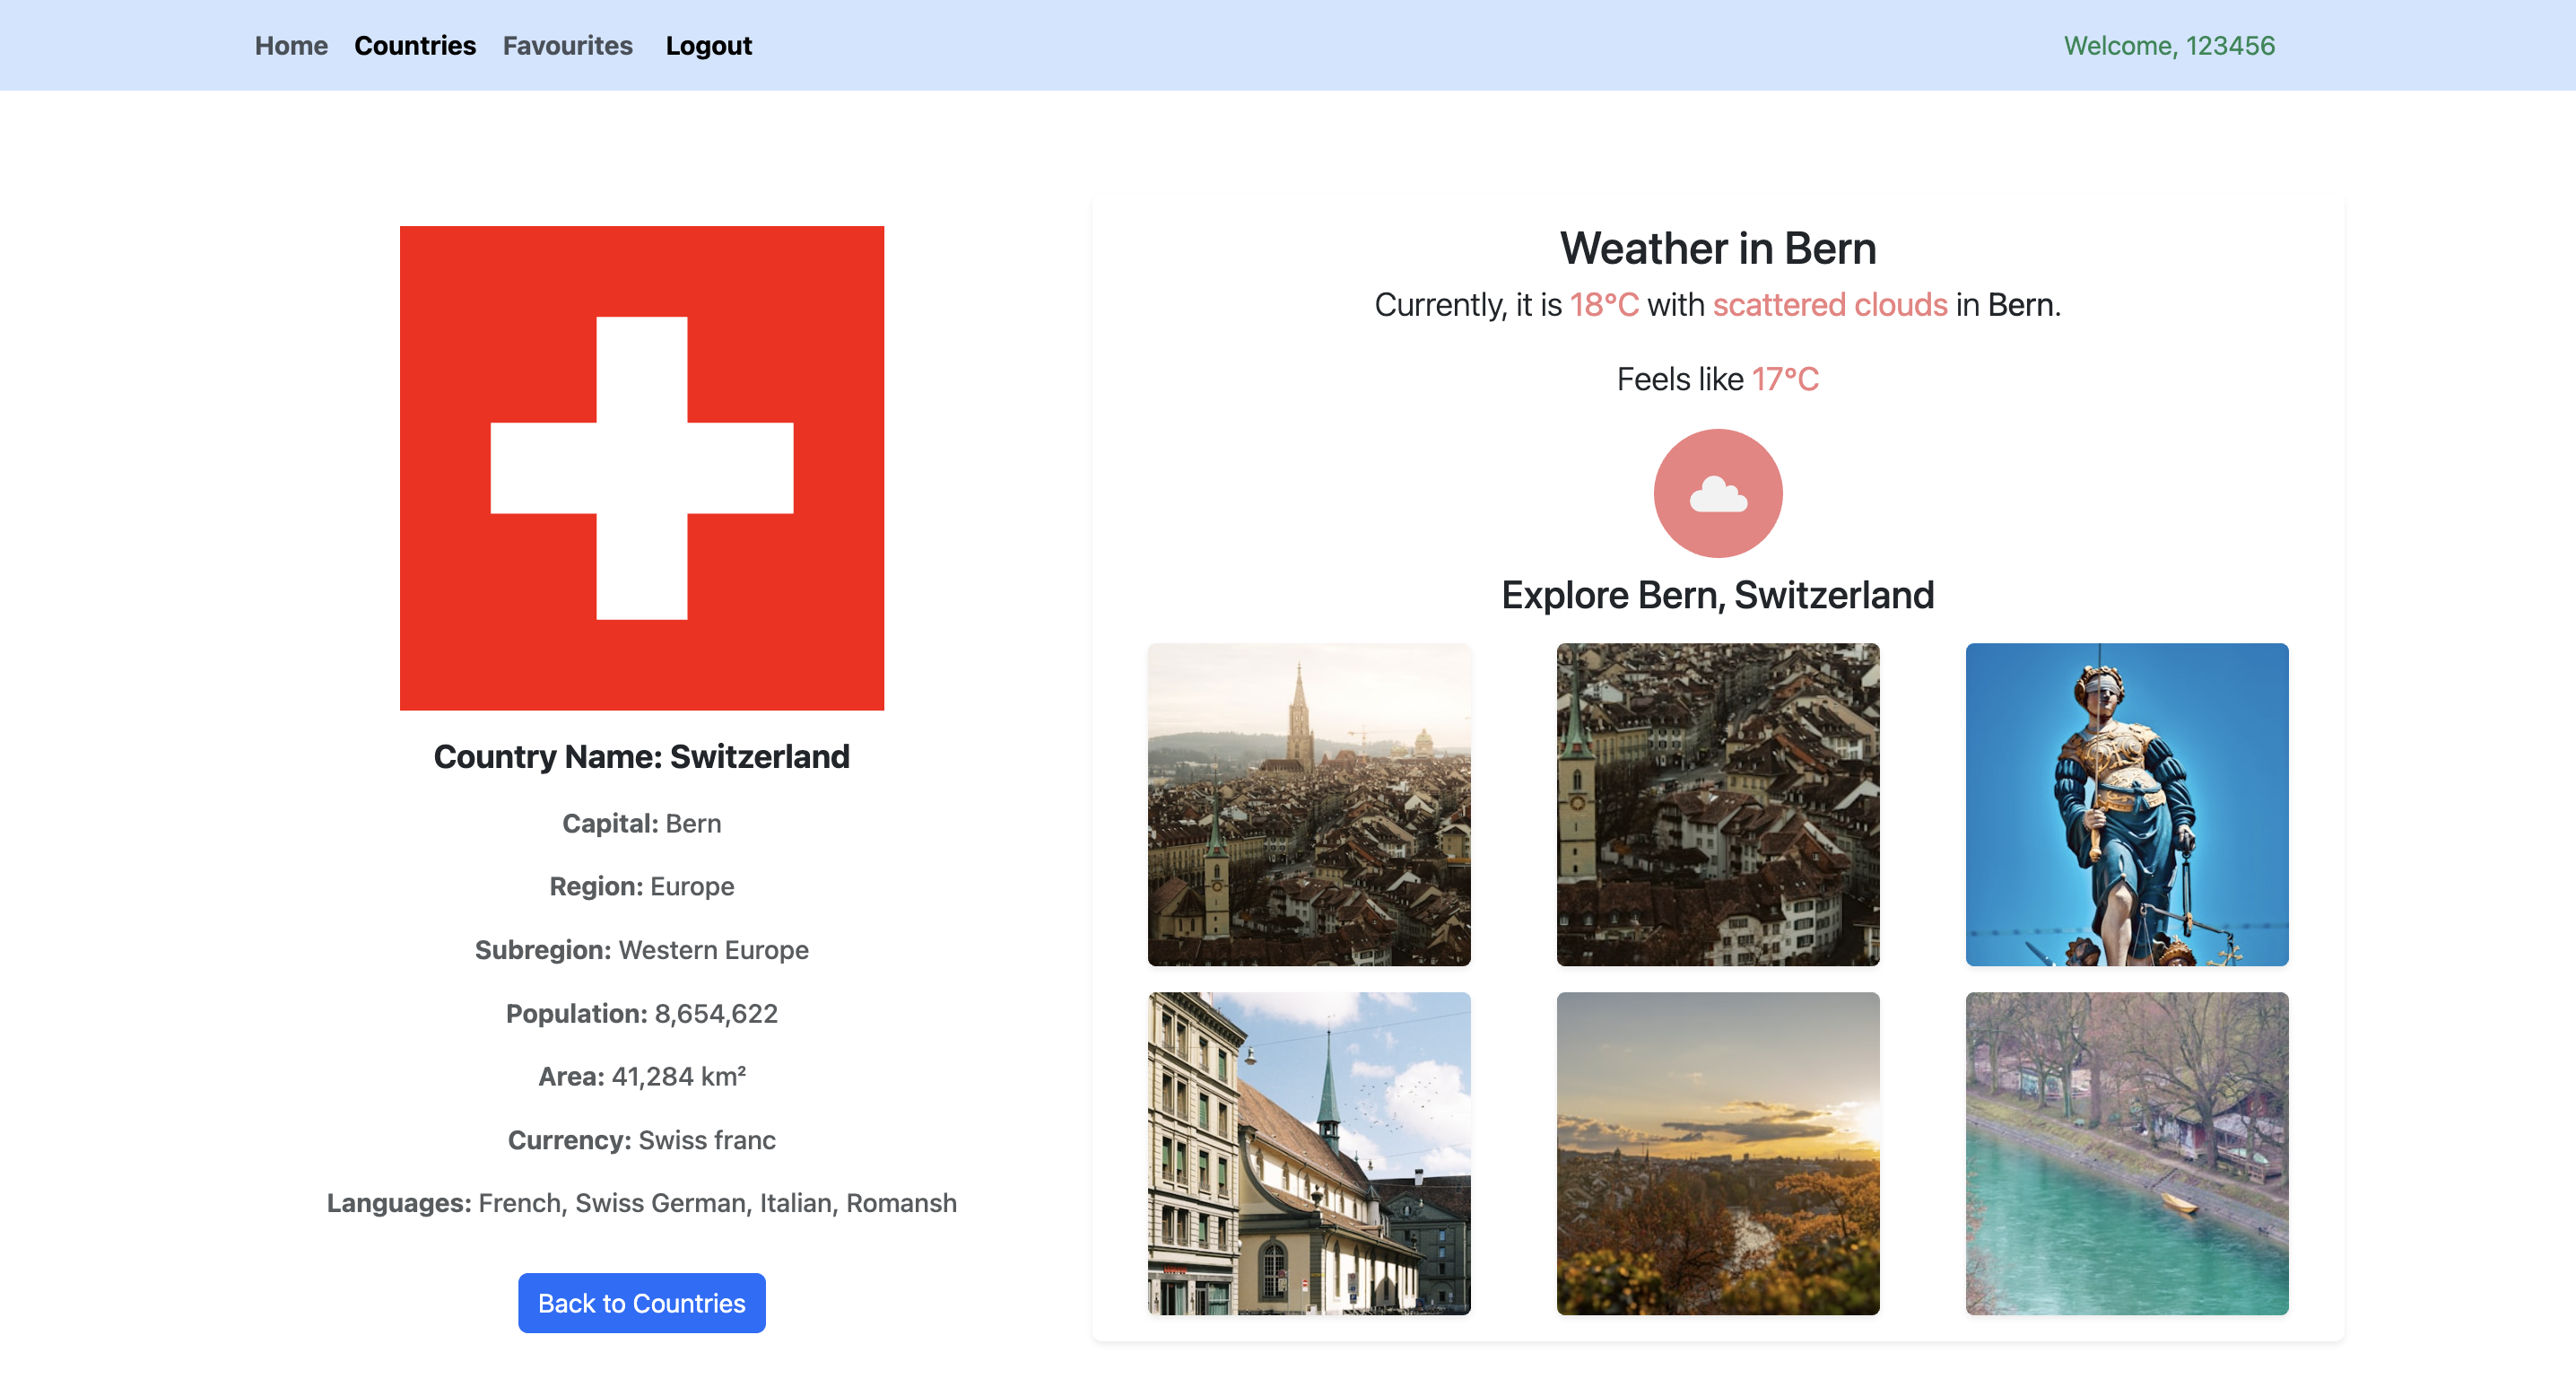 Home Countries Favourites Logout Welcome, 123456
Country Name: Switzerland
Capital: Bern
Region: Europe
Subregion: Western Europe
Population: 8,654,622
Area: 41,284 km²
Currency: Swiss franc
Languages: French, Swiss German, Italian, Romansh
Back to Countries
Weather in Bern
Currently, it is 18°C with scattered clouds in Bern.
Feels like 17°C
Explore Bern, Switzerland